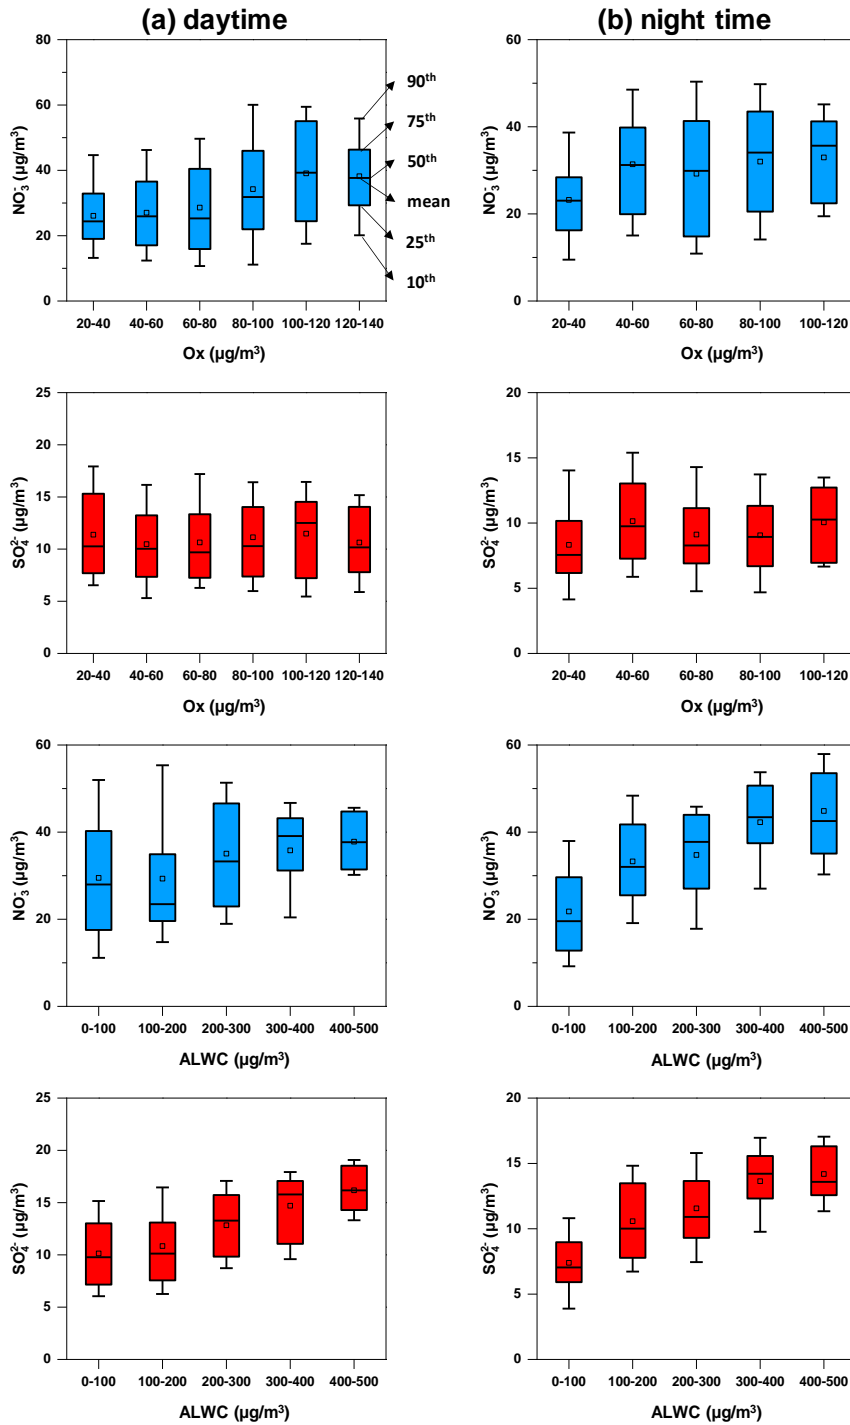 (a) daytime
(b) night time
80
60
40
20
0
NO₃⁻ (µg/m³)
90th
75th
50th
mean
25th
10th
20-40 40-60 60-80 80-100 100-120 120-140
Ox (µg/m³)
60
40
20
0
NO₃⁻ (µg/m³)
20-40 40-60 60-80 80-100 100-120
Ox (µg/m³)
25
20
15
10
5
0
SO₄²⁻ (µg/m³)
20-40 40-60 60-80 80-100 100-120 120-140
Ox (µg/m³)
20
15
10
5
0
SO₄²⁻ (µg/m³)
20-40 40-60 60-80 80-100 100-120
Ox (µg/m³)
60
40
20
0
NO₃⁻ (µg/m³)
0-100 100-200 200-300 300-400 400-500
ALWC (µg/m³)
60
40
20
0
NO₃⁻ (µg/m³)
0-100 100-200 200-300 300-400 400-500
ALWC (µg/m³)
25
20
15
10
5
0
SO₄²⁻ (µg/m³)
0-100 100-200 200-300 300-400 400-500
ALWC (µg/m³)
20
15
10
5
0
SO₄²⁻ (µg/m³)
0-100 100-200 200-300 300-400 400-500
ALWC (µg/m³)